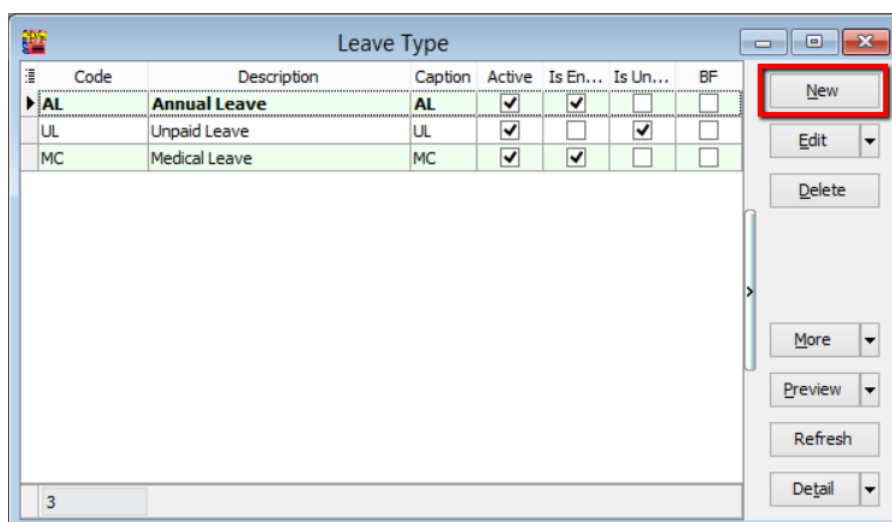 Leave Type
Code Description Caption Active Is En... Is Un... BF
AL Annual Leave AL
UL Unpaid Leave UL
MC Medical Leave MC
3
New
Edit
Delete
More
Preview
Refresh
Detail